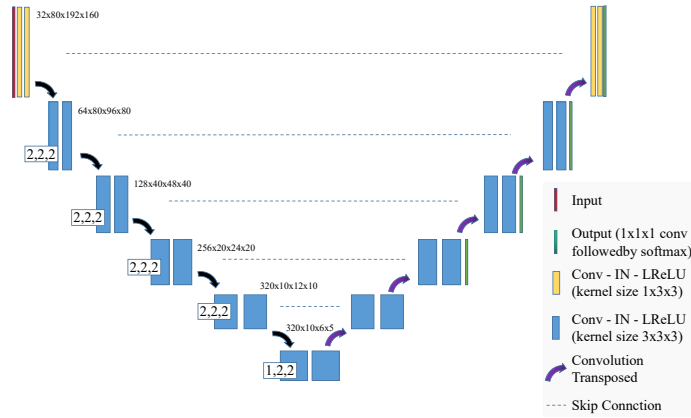 32x80x192x160
64x80x96x80
2,2,2
128x40x48x40
2,2,2
256x20x24x20
2,2,2
320x10x12x10
2,2,2
320x10x6x5
1,2,2
Input
Output (1x1x1 conv
followedby softmax)
Conv - IN - LReLU
(kernel size 1x3x3)
Conv - IN - LReLU
(kernel size 3x3x3)
Convolution
Transposed
Skip Connction